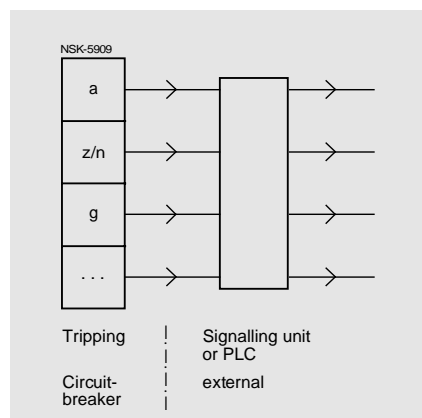 NSK-5909
a
z/n
g
. . .
Tripping
Signalling unit
or PLC
Circuit-
breaker
external